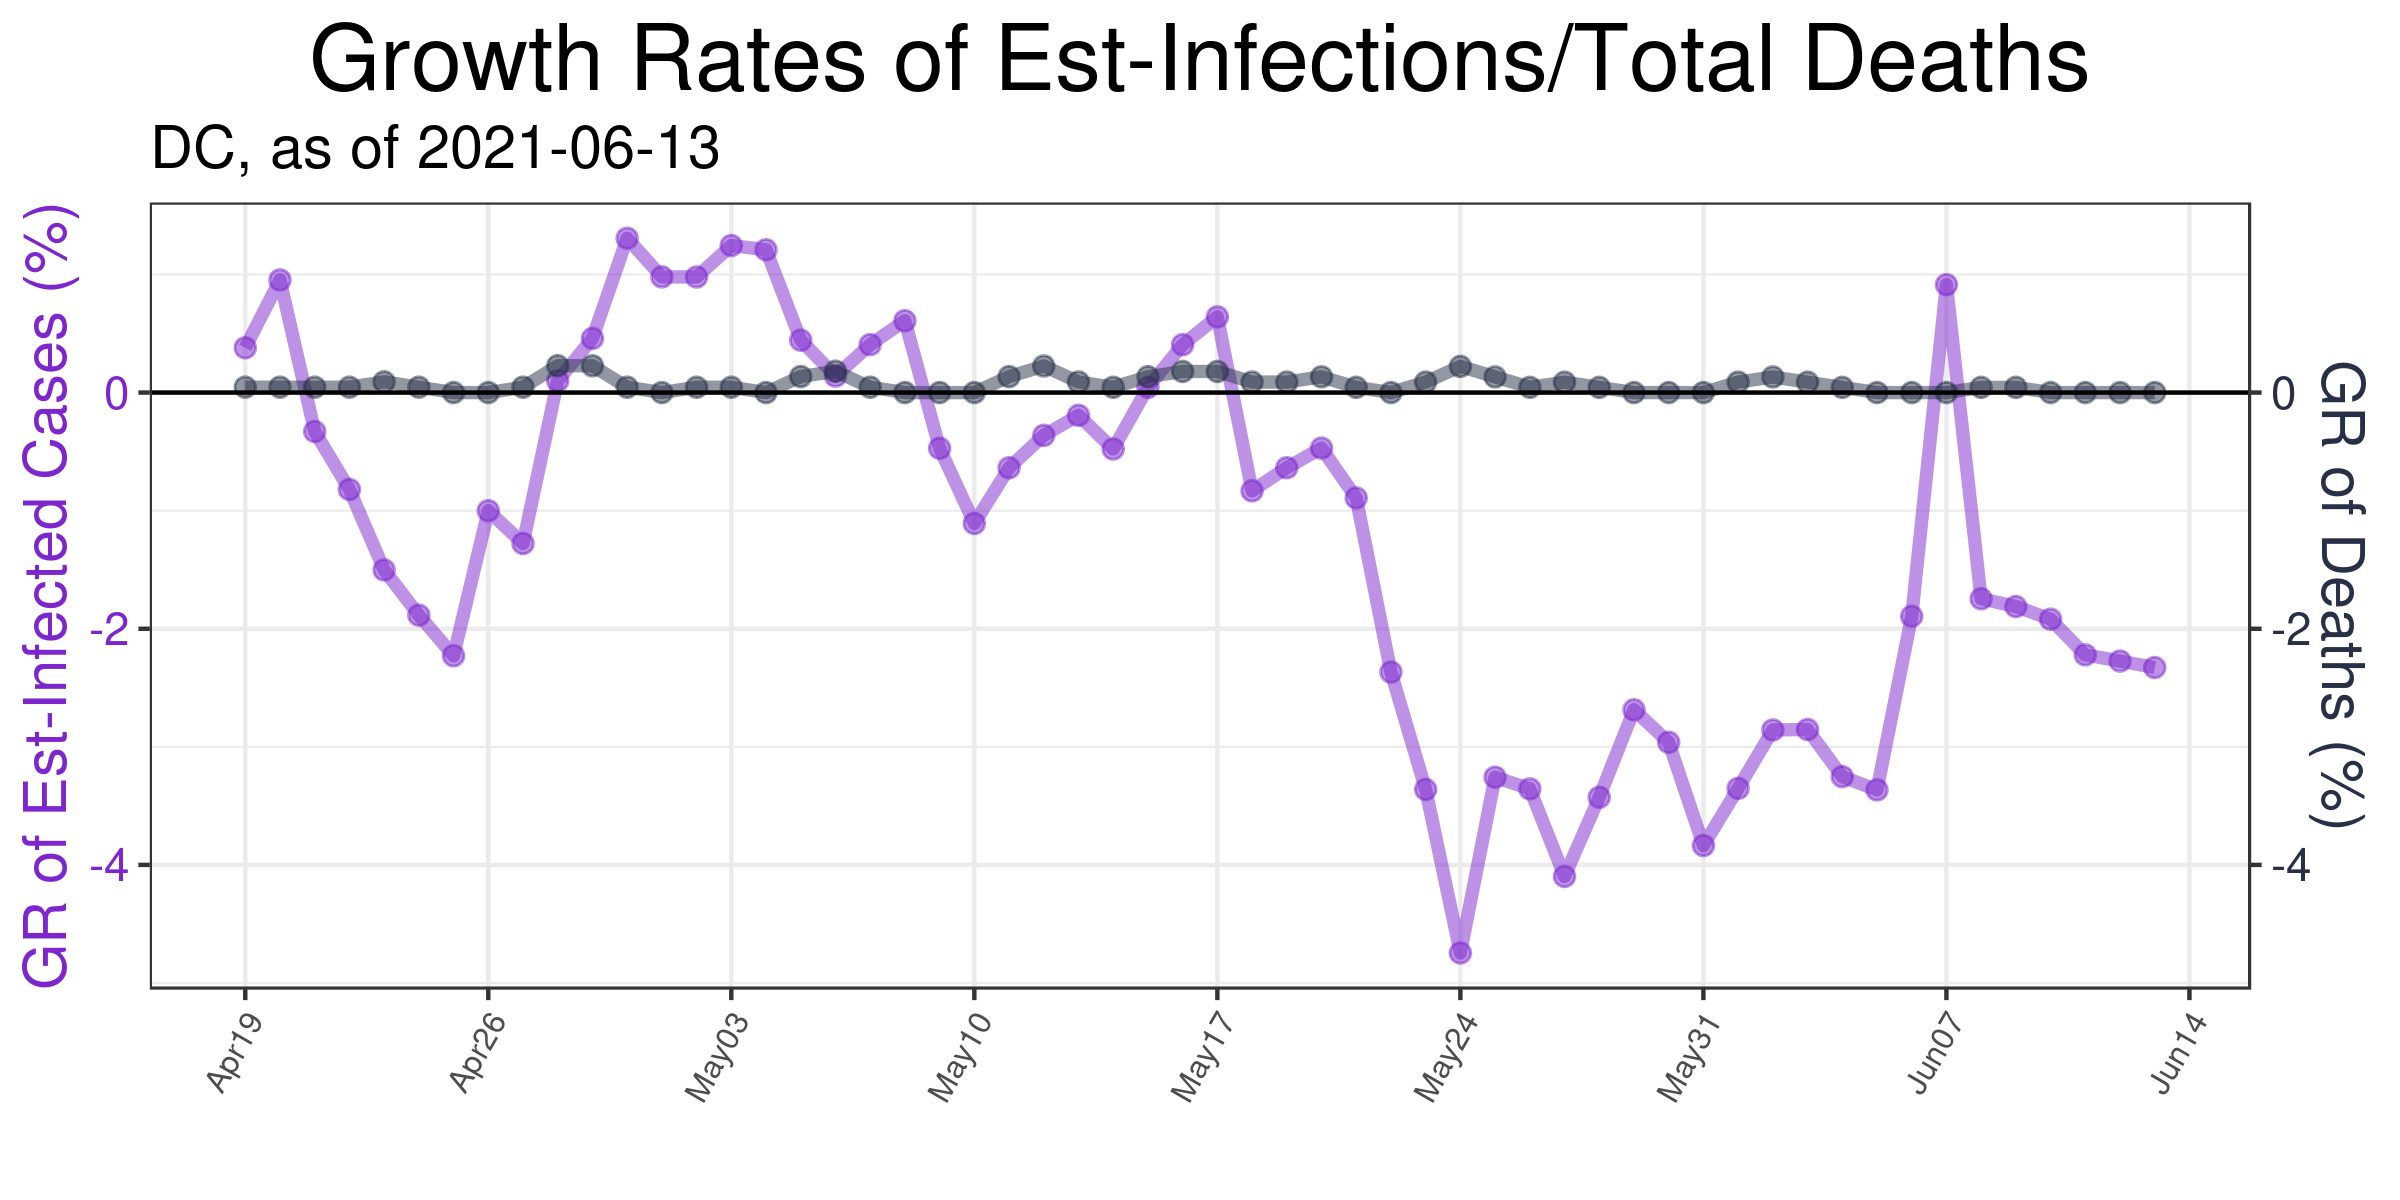 Growth Rates of Est-Infections/Total Deaths
DC, as of 2021-06-13
GR of Est-Infected Cases (%)
0
-2
-4
0
-2
-4
GR of Deaths (%)
Apr19
Apr26
May03
May10
May17
May24
May31
Jun07
Jun14